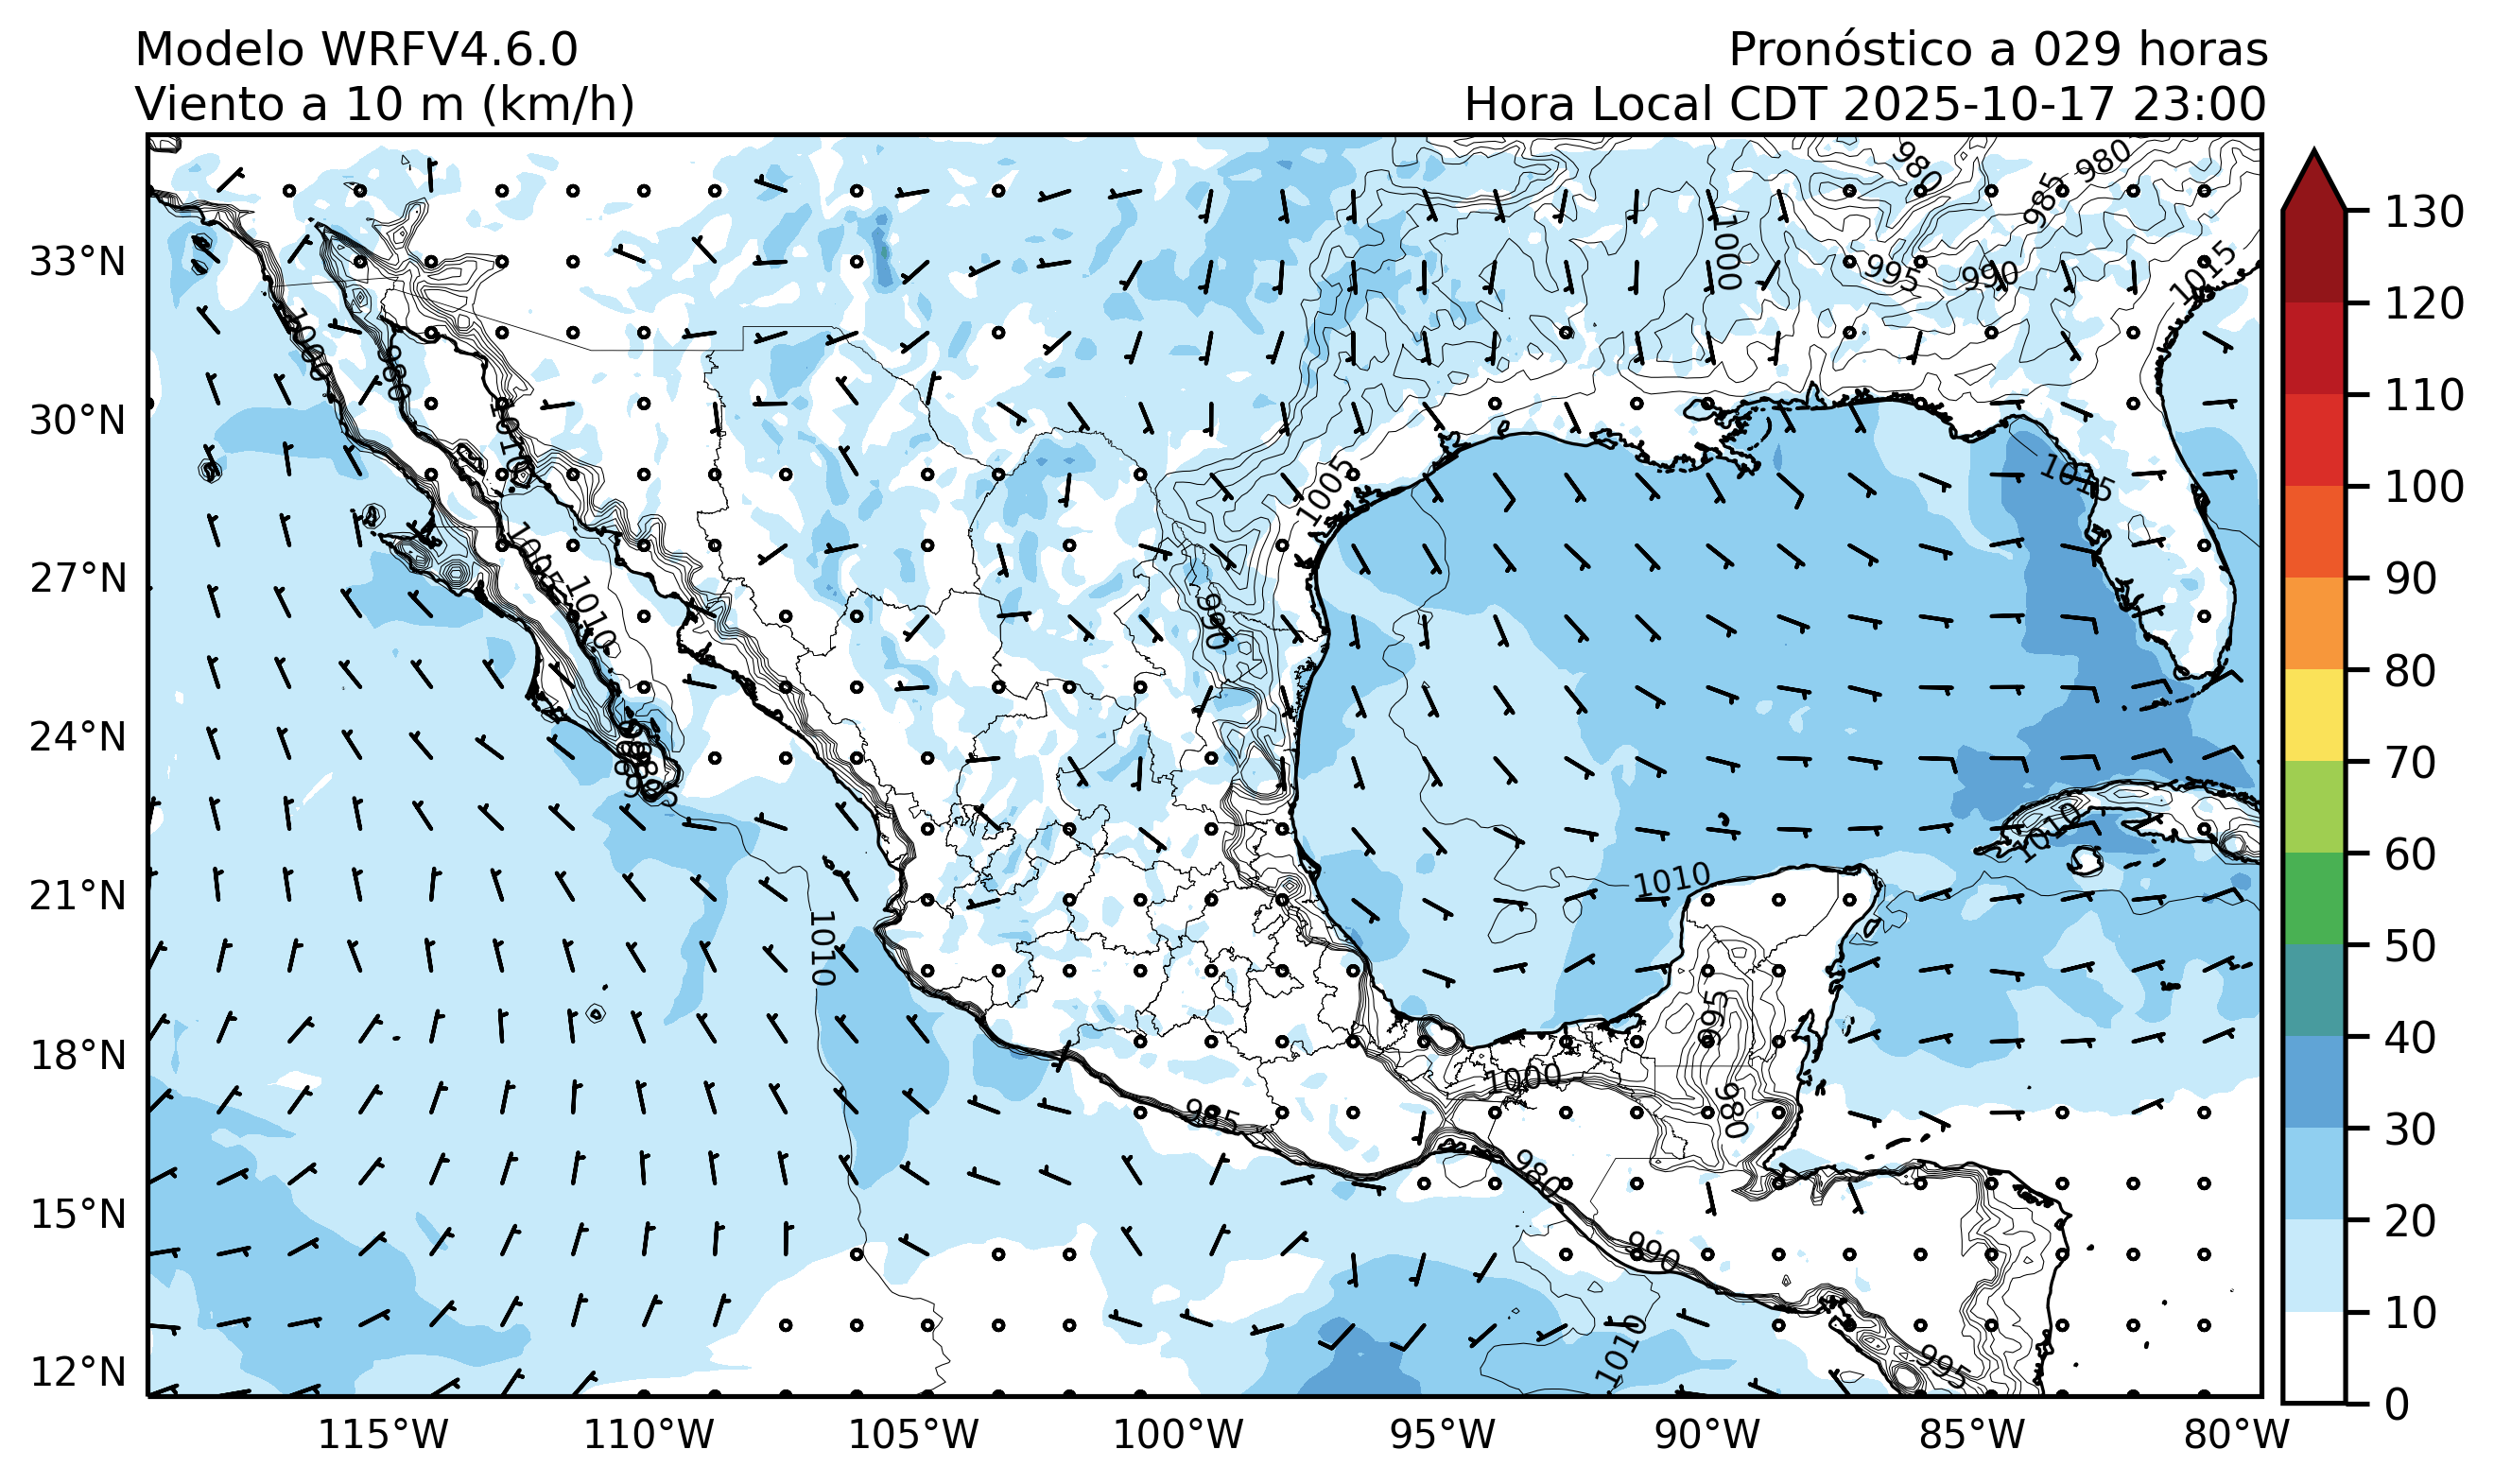 Modelo WRFV4.6.0
Pronóstico a 029 horas
Viento a 10 m (km/h)
Hora Local CDT 2025-10-17 23:00
33°N
30°N
27°N
24°N
21°N
18°N
15°N
12°N
115°W
110°W
105°W
100°W
95°W
90°W
85°W
80°W
130
120
110
100
90
80
70
60
50
40
30
20
10
0
980
980
985
1000
995
990
1015
1000
980
1010
1005
1015
1005
1010
990
1010
1010
1010
995
1000
980
985
980
990
1010
995